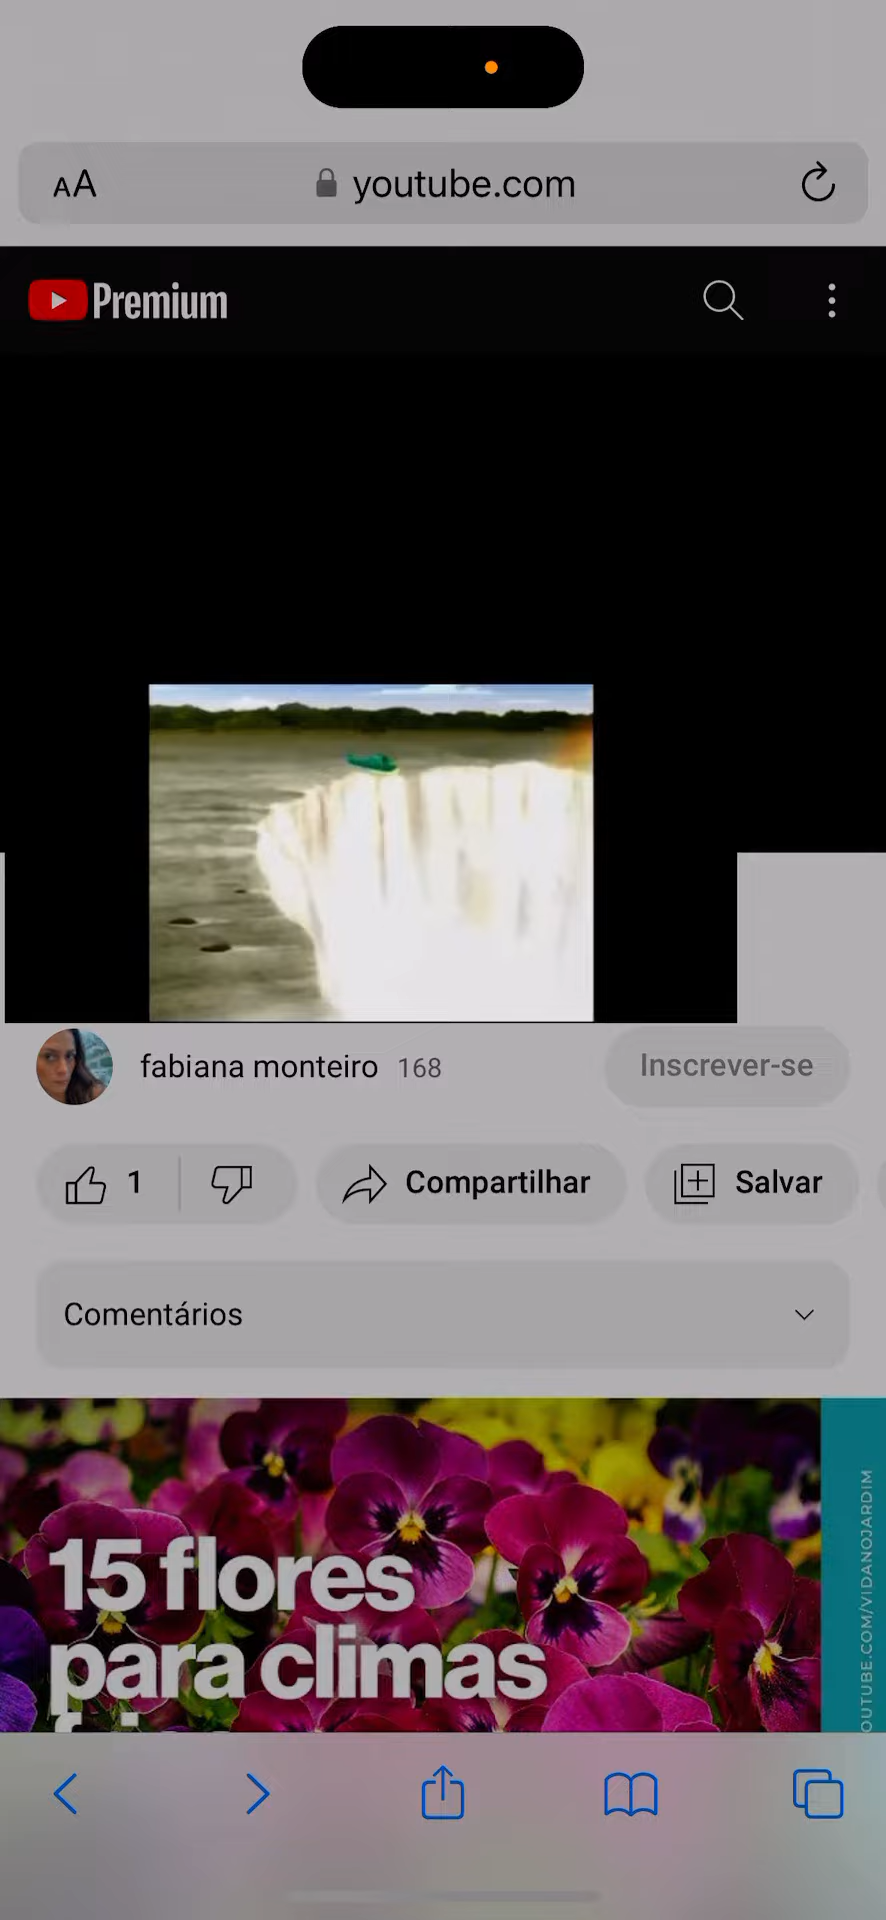 AA
youtube.com
Premium
fabiana monteiro 168
Inscrever-se
1
Compartilhar
Salvar
Comentários
15 flores
para climas
OUTUBE.COM/VIDANOJARDIM